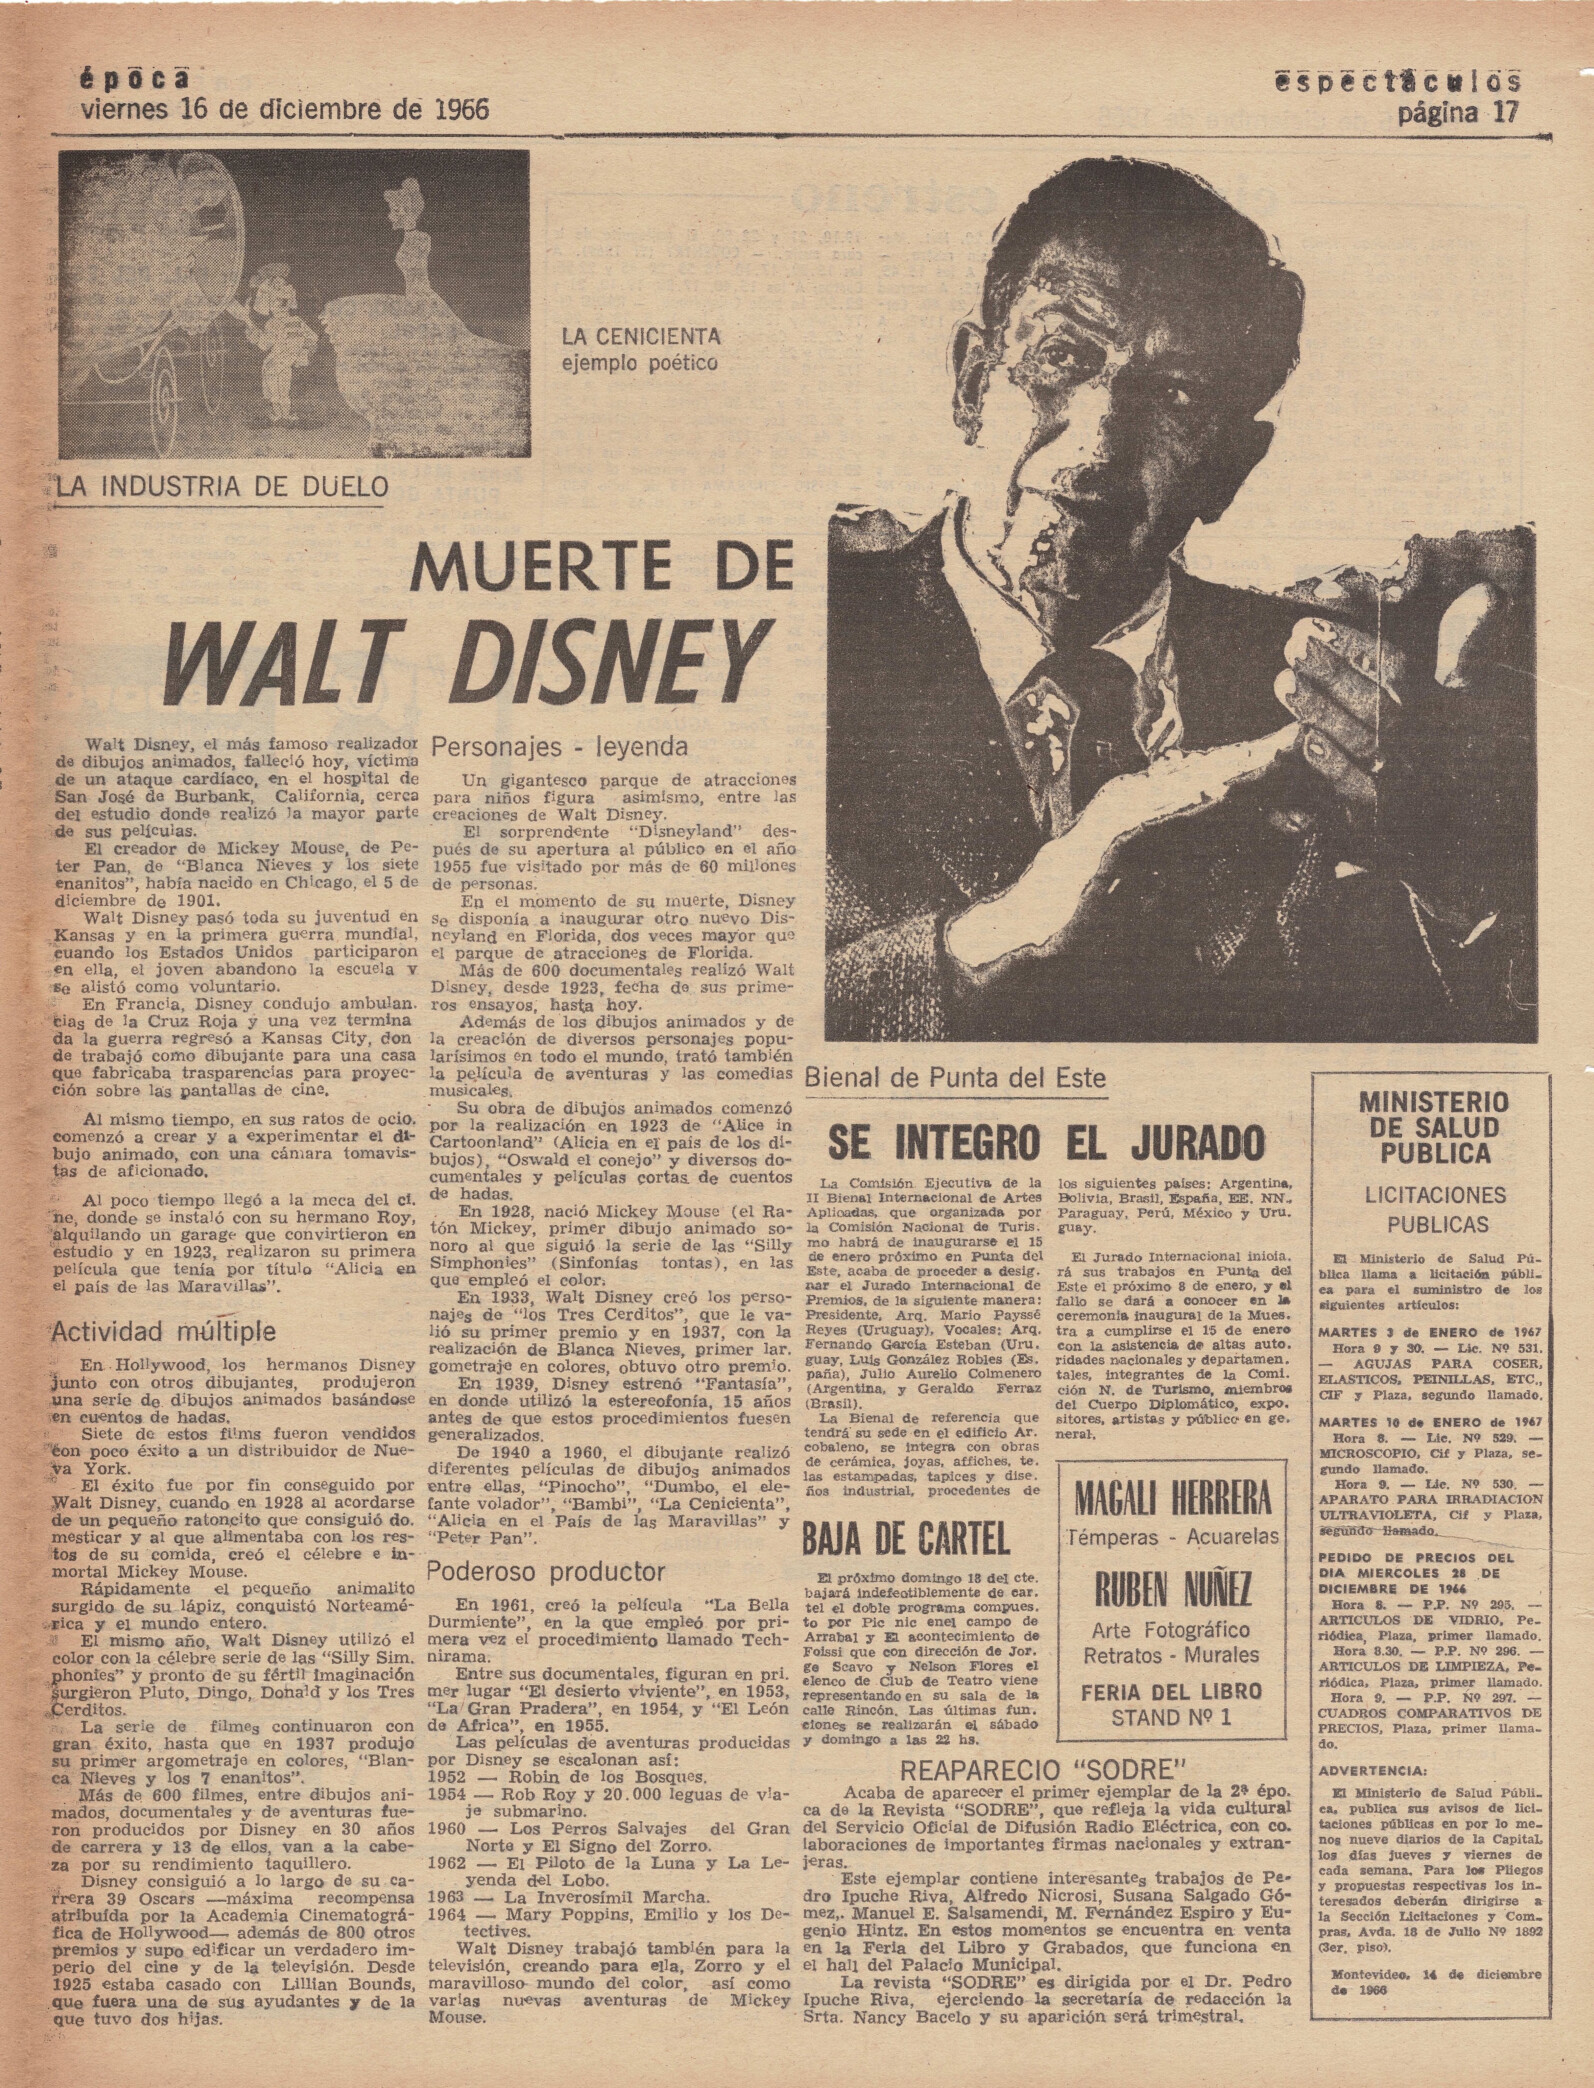 época
viernes 16 de diciembre de 1966
espectáculos
página 17
LA CENICIENTA
ejemplo poético
LA INDUSTRIA DE DUELO
MUERTE DE
WALT DISNEY
Walt Disney, el más famoso realizador
de dibujos animados, falleció hoy, víctima
de un ataque cardíaco, en el hospital de
San José de Burbank, California, cerca
del estudio donde realizó la mayor parte
de sus películas.
El creador de Mickey Mouse, de Pe-
ter Pan, de "Blanca Nieves y los siete
enanitos", había nacido en Chicago, el 5 de
diciembre de 1901.
Walt Disney pasó toda su juventud en
Kansas y en la primera guerra mundial,
cuando los Estados Unidos participaron
en ella, el joven abandono la escuela y
se alistó como voluntario.
En Francia, Disney condujo ambulan.
cias de la Cruz Roja y una vez termina
da la guerra regresó a Kansas City, don
de trabajó como dibujante para una casa
que fabricaba trasparencias para proyec-
ción sobre las pantallas de cine.
Al mismo tiempo, en sus ratos de ocio,
comenzó a crear y a experimentar el di-
bujo animado, con una cámara tomavis-
tas de aficionado.
Al poco tiempo llegó a la meca del ci.
ne, donde se instaló con su hermano Roy,
alquilando un garage que convirtieron en
estudio y en 1923, realizaron su primera
película que tenía por título "Alicia en
el país de las Maravillas".
Actividad múltiple
En Hollywood, los hermanos Disney
junto con otros dibujantes, produjeron
una serie de dibujos animados basándose
en cuentos de hadas.
Siete de estos films fueron vendidos
con poco éxito a un distribuidor de Nue-
va York.
El éxito fue por fin conseguido por
Walt Disney, cuando en 1928 al acordarse
de un pequeño ratoncito que consiguió do.
mesticar y al que alimentaba con los res-
tos de su comida, creó el célebre e in-
mortal Mickey Mouse.
Rápidamente el pequeño animalito
surgido de su lápiz, conquistó Norteamé-
rica y el mundo entero.
El mismo año, Walt Disney utilizó el
color con la célebre serie de las "Silly Sim.
phonies" y pronto de su fértil imaginación
surgieron Pluto, Dingo, Donald y los Tres
Cerditos.
La serie de filmes continuaron con
gran éxito, hasta que en 1937 produjo
su primer argometraje en colores, "Blan-
ca Nieves y los 7 enanitos".
Más de 600 filmes, entre dibujos ani-
mados, documentales y de aventuras fue-
ron producidos por Disney en 30 años
de carrera y 13 de ellos, van a la cabe-
za por su rendimiento taquillero.
Disney consiguió a lo largo de su ca-
rrera 39 Oscars —máxima recompensa
atribuída por la Academia Cinematográ-
fica de Hollywood— además de 800 otros
premios y supo edificar un verdadero im-
perio del cine y de la televisión. Desde
1925 estaba casado con Lillian Bounds,
que fuera una de sus ayudantes y de la
que tuvo dos hijas.
Personajes - leyenda
Un gigantesco parque de atracciones
para niños figura asimismo, entre las
creaciones de Walt Disney.
El sorprendente "Disneyland" des-
pués de su apertura al público en el año
1955 fue visitado por más de 60 millones
de personas.
En el momento de su muerte, Disney
se disponía a inaugurar otro nuevo Dis-
neyland en Florida, dos veces mayor que
el parque de atracciones de Florida.
Más de 600 documentales realizó Walt
Disney, desde 1923, fecha de sus prime-
ros ensayos, hasta hoy.
Además de los dibujos animados y de
la creación de diversos personajes popu-
larísimos en todo el mundo, trató también
la película de aventuras y las comedias
musicales.
Su obra de dibujos animados comenzó
por la realización en 1923 de "Alice in
Cartoonland" (Alicia en el país de los di-
bujos), "Oswald el conejo" y diversos do-
cumentales y películas cortas de cuentos
de hadas.
En 1928, nació Mickey Mouse (el Ra-
tón Mickey, primer dibujo animado so-
noro al que siguió la serie de las "Silly
Simphonies" (Sinfonías tontas), en las
que empleó el color.
En 1933, Walt Disney creó los perso-
najes de "los Tres Cerditos", que le va-
lió su primer premio y en 1937, con la
realización de Blanca Nieves, primer lar.
gometraje en colores, obtuvo otro premio.
En 1939, Disney estrenó "Fantasía",
en donde utilizó la estereofonía, 15 años
antes de que estos procedimientos fuesen
generalizados.
De 1940 a 1960, el dibujante realizó
diferentes películas de dibujos animados
entre ellas, "Pinocho", "Dumbo, el ele-
fante volador", "Bambi", "La Cenicienta",
"Alicia en el País de las Maravillas" y
"Peter Pan".
Poderoso productor
En 1961, creó la película "La Bella
Durmiente", en la que empleó por pri-
mera vez el procedimiento llamado Tech-
nirama.
Entre sus documentales, figuran en pri.
mer lugar "El desierto viviente", en 1953,
"La Gran Pradera", en 1954, y "El León
de Africa", en 1955.
Las películas de aventuras producidas
por Disney se escalonan así:
1952 — Robin de los Bosques.
1954 — Rob Roy y 20.000 leguas de via-
je submarino.
1960 — Los Perros Salvajes del Gran
Norte y El Signo del Zorro.
1962 — El Piloto de la Luna y La Le-
yenda del Lobo.
1963 — La Inverosímil Marcha.
1964 — Mary Poppins, Emilio y los De-
tectives.
Walt Disney trabajó también para la
televisión, creando para ella, Zorro y el
maravilloso mundo del color, así como
varias nuevas aventuras de Mickey
Mouse.
Bienal de Punta del Este
SE INTEGRO EL JURADO
La Comisión Ejecutiva de la
II Bienal Internacional de Artes
Aplicadas, que organizada por
la Comisión Nacional de Turis.
mo habrá de inaugurarse el 15
de enero próximo en Punta del
Este, acaba de proceder a desig.
nar el Jurado Internacional de
Premios, de la siguiente manera:
Presidente, Arq. Mario Payssé
Reyes (Uruguay), Vocales: Arq.
Fernando García Esteban (Uru.
guay, Luis González Robles (Es.
paña), Julio Aurelio Colmenero
(Argentina, y Geraldo Ferraz
(Brasil).
La Bienal de referencia que
tendrá su sede en el edificio Ar.
cobaleno, se integra con obras
de cerámica, joyas, affiches, te.
las estampadas, tapices y dise.
ños industrial, procedentes de
los siguientes países: Argentina,
Bolivia, Brasil, España, EE. NN.,
Paraguay, Perú, México y Uru.
guay.
El Jurado Internacional inicia.
rá sus trabajos en Punta del
Este el próximo 8 de enero, y el
fallo se dará a conocer en la
ceremonia inaugural de la Mues.
tra a cumplirse el 15 de enero
con la asistencia de altas auto.
ridades nacionales y departamen.
tales, integrantes de la Comi.
ción N. de Turismo, miembros
del Cuerpo Diplomático, expo.
sitores, artistas y público en ge.
neral.
BAJA DE CARTEL
El próximo domingo 18 del cte.
bajará indefectiblemente de car.
tel el doble programa compues.
to por Pic nic enel campo de
Arrabal y El acontecimiento de
Foissi que con dirección de Jor.
ge Scavo y Nelson Flores el
elenco de Club de Teatro viene
representando en su sala de la
calle Rincón. Las últimas fun.
ciones se realizarán el sábado
y domingo a las 22 hs.
MAGALI HERRERA
Témperas - Acuarelas
RUBEN NUÑEZ
Arte Fotográfico
Retratos - Murales
FERIA DEL LIBRO
STAND Nº 1
REAPARECIO "SODRE"
Acaba de aparecer el primer ejemplar de la 2ª épo.
ca de la Revista "SODRE", que refleja la vida cultural
del Servicio Oficial de Difusión Radio Eléctrica, con co.
laboraciones de importantes firmas nacionales y extran-
jeras.
Este ejemplar contiene interesantes trabajos de Pe-
dro Ipuche Riva, Alfredo Nicrosi, Susana Salgado Gó-
mez,. Manuel E. Salsamendi, M. Fernández Espiro y Eu-
genio Hintz. En estos momentos se encuentra en venta
en la Feria del Libro y Grabados, que funciona en
el hall del Palacio Municipal.
La revista "SODRE" es dirigida por el Dr. Pedro
Ipuche Riva, ejerciendo la secretaría de redacción la
Srta. Nancy Bacelo y su aparición será trimestral.
MINISTERIO
DE SALUD
PUBLICA
LICITACIONES
PUBLICAS
El Ministerio de Salud Pú-
blica llama a licitación públi-
ca para el suministro de los
siguientes artículos:
MARTES 3 de ENERO de 1967
Hora 9 y 30. — Lic. Nº 531.
— AGUJAS PARA COSER,
ELASTICOS, PEINILLAS, ETC.,
CIF y Plaza, segundo llamado.
MARTES 10 de ENERO de 1967
Hora 8. — Lic. Nº 529. —
MICROSCOPIO, Cif y Plaza, se-
gundo llamado.
Hora 9. — Lic. Nº 530. —
APARATO PARA IRRADIACION
ULTRAVIOLETA, Cif y Plaza,
segundo llamado.
PEDIDO DE PRECIOS DEL
DIA MIERCOLES 28 DE
DICIEMBRE DE 1966
Hora 8. — P.P. Nº 295. —
ARTICULOS DE VIDRIO, Pe-
riódica, Plaza, primer llamado.
Hora 8.30. — P.P. Nº 296. —
ARTICULOS DE LIMPIEZA, Pe-
riódica, Plaza, primer llamado.
Hora 9. — P.P. Nº 297. —
CUADROS COMPARATIVOS DE
PRECIOS, Plaza, primer llama-
do.
ADVERTENCIA:
El Ministerio de Salud Públi-
ca, publica sus avisos de lici-
taciones públicas en por lo me-
nos nueve diarios de la Capital,
los días jueves y viernes de
cada semana. Para los Pliegos
y propuestas respectivas los in-
teresados deberán dirigirse a
la Sección Licitaciones y Com-
pras, Avda. 18 de Julio Nº 1892
(3er. piso).
Montevideo, 14 de diciembre
de 1966